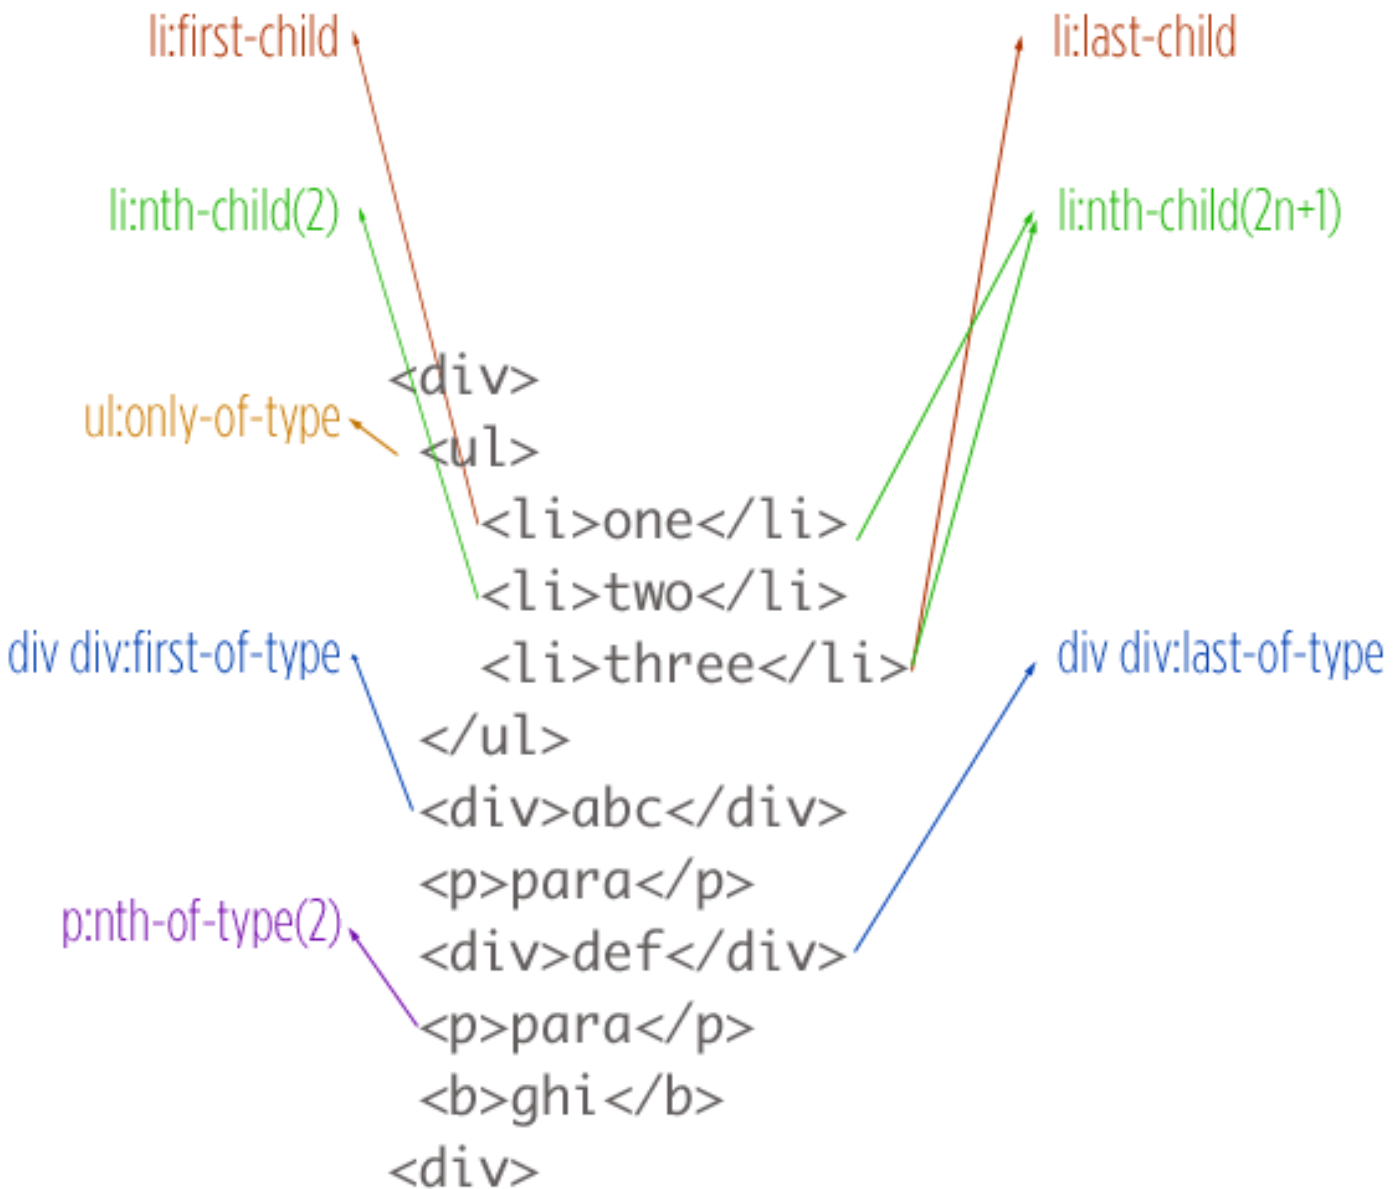 li:first-child
li:last-child
li:nth-child(2)
li:nth-child(2n+1)
<div>
ul:only-of-type
<ul>
<li>one</li>
<li>two</li>
div div:first-of-type
<li>three</li>
div div:last-of-type
</ul>
<div>abc</div>
<p>para</p>
p:nth-of-type(2)
<div>def</div>
<p>para</p>
<b>ghi</b>
<div>